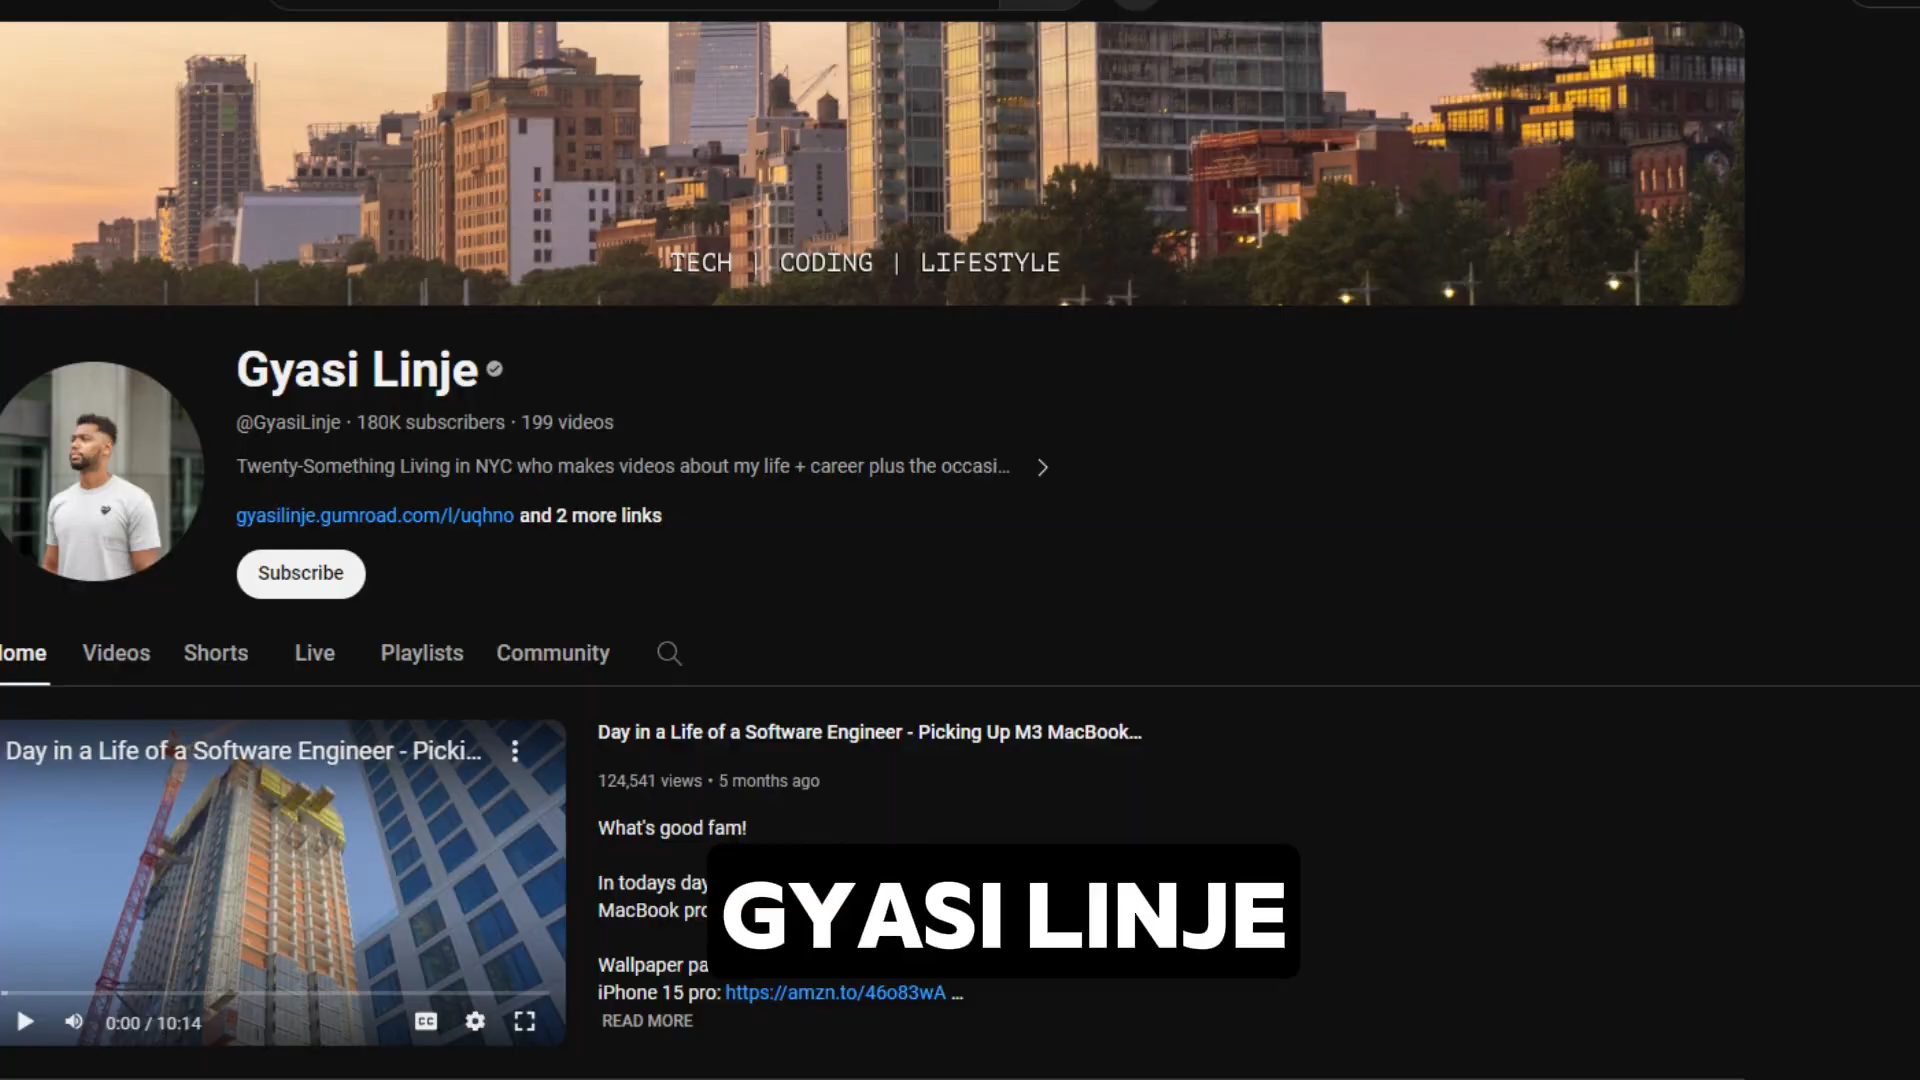 TECH | CODING | LIFESTYLE
Gyasi Linje
@GyasiLinje · 180K subscribers · 199 videos
Twenty-Something Living in NYC who makes videos about my life + career plus the occasi...
gyasilinje.gumroad.com/l/uqhno and 2 more links
Subscribe
ome Videos Shorts Live Playlists Community
Day in a Life of a Software Engineer - Picki...
Day in a Life of a Software Engineer - Picking Up M3 MacBook...
124,541 views • 5 months ago
What's good fam!
In todays day
MacBook pro
Wallpaper pa
iPhone 15 pro: https://amzn.to/46o83wA ...
READ MORE
GYASI LINJE
0:00 / 10:14
CC